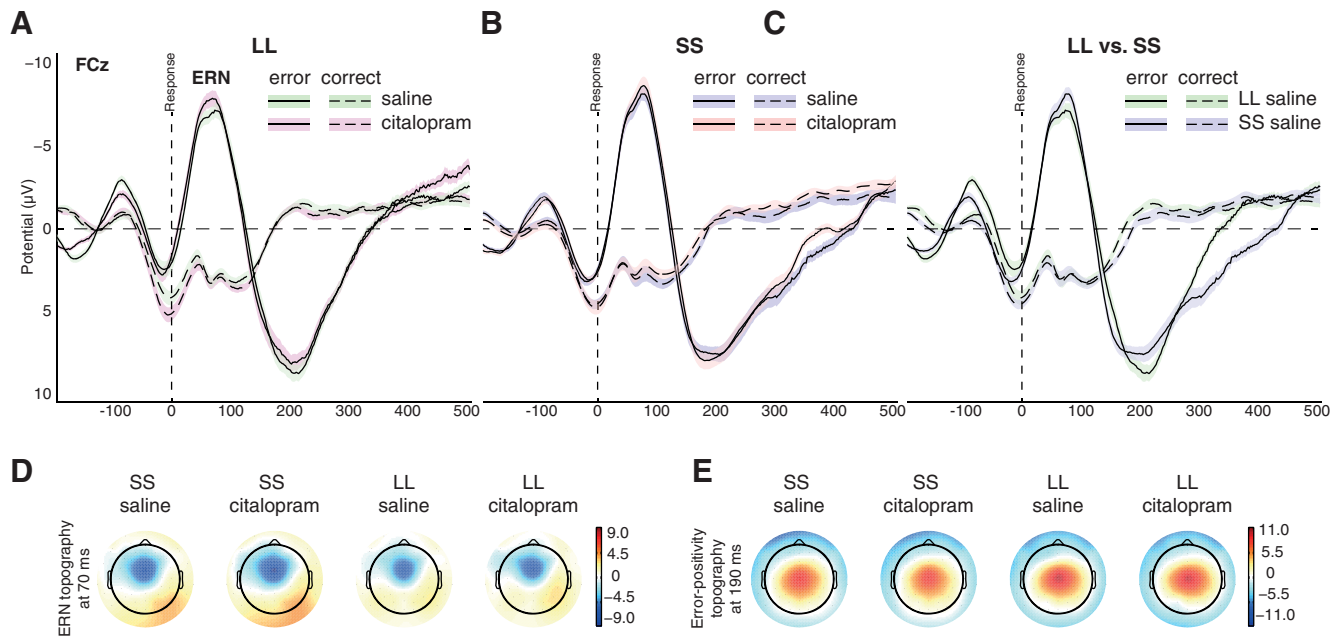 A
B
C
LL
SS
LL vs. SS
FCz
ERN
Response
error correct
saline
citalopram
Response
error correct
saline
citalopram
Response
error correct
LL saline
SS saline
Potential (µV)
−10
−5
0
5
10
-100 0 100 200 300 400 500
-100 0 100 200 300 400 500
-100 0 100 200 300 400 500
D
ERN topography
at 70 ms
SS
saline
SS
citalopram
LL
saline
LL
citalopram
9.0
4.5
0
−4.5
−9.0
E
Error-positivity
topography
at 190 ms
SS
saline
SS
citalopram
LL
saline
LL
citalopram
11.0
5.5
0
−5.5
−11.0